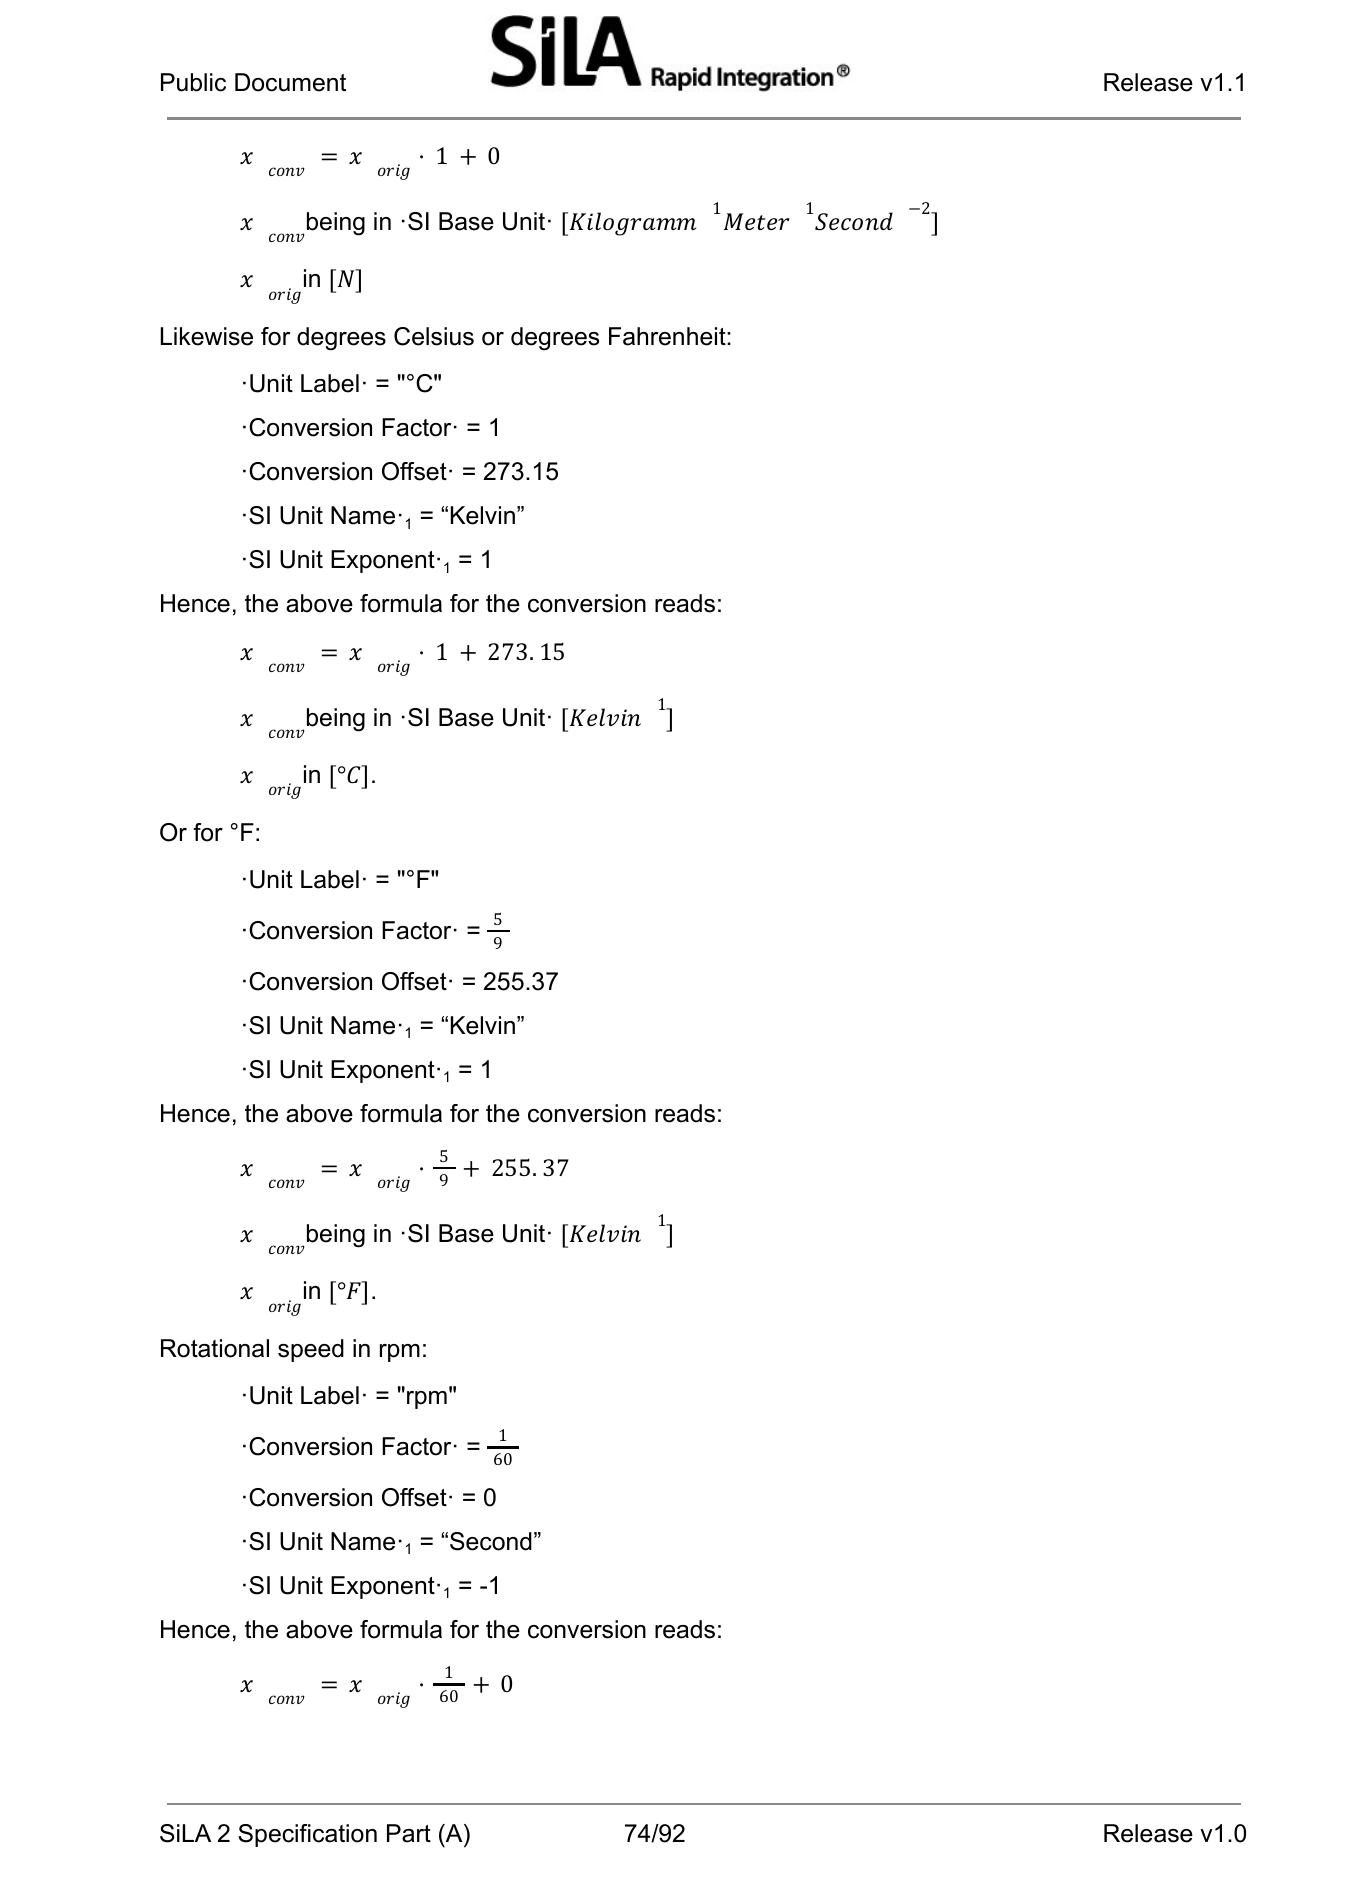 Public Document SiLA Rapid Integration® Release v1.1
x conv = x orig · 1 + 0
x conv being in ·SI Base Unit· [Kilogramm 1 Meter 1 Second −2]
x orig in [N]
Likewise for degrees Celsius or degrees Fahrenheit:
·Unit Label· = "°C"
·Conversion Factor· = 1
·Conversion Offset· = 273.15
·SI Unit Name·1 = “Kelvin”
·SI Unit Exponent·1 = 1
Hence, the above formula for the conversion reads:
x conv = x orig · 1 + 273. 15
x conv being in ·SI Base Unit· [Kelvin 1]
x orig in [°C].
Or for °F:
·Unit Label· = "°F"
·Conversion Factor· = 5/9
·Conversion Offset· = 255.37
·SI Unit Name·1 = “Kelvin”
·SI Unit Exponent·1 = 1
Hence, the above formula for the conversion reads:
x conv = x orig · 5/9 + 255. 37
x conv being in ·SI Base Unit· [Kelvin 1]
x orig in [°F].
Rotational speed in rpm:
·Unit Label· = "rpm"
·Conversion Factor· = 1/60
·Conversion Offset· = 0
·SI Unit Name·1 = “Second”
·SI Unit Exponent·1 = -1
Hence, the above formula for the conversion reads:
x conv = x orig · 1/60 + 0
SiLA 2 Specification Part (A) 74/92 Release v1.0